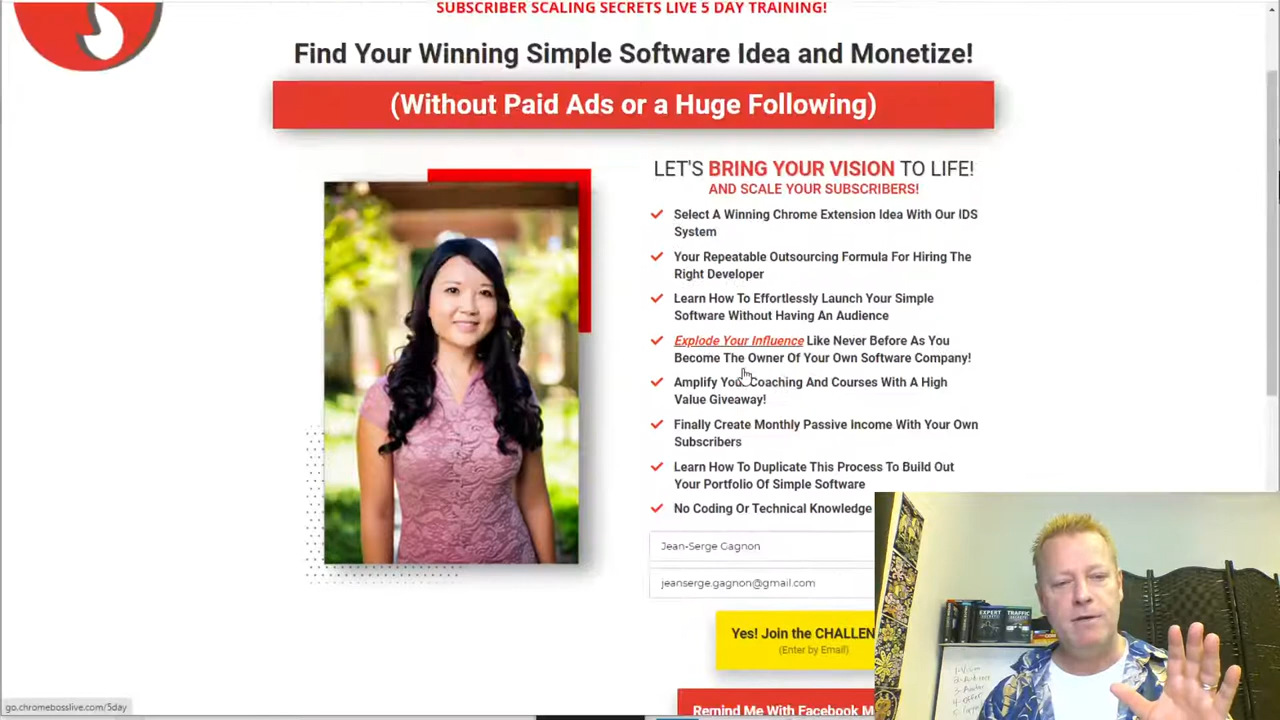 SUBSCRIBER SCALING SECRETS LIVE 5 DAY TRAINING!
Find Your Winning Simple Software Idea and Monetize!
(Without Paid Ads or a Huge Following)
LET'S BRING YOUR VISION TO LIFE!
AND SCALE YOUR SUBSCRIBERS!
Select A Winning Chrome Extension Idea With Our IDS
System
Your Repeatable Outsourcing Formula For Hiring The
Right Developer
Learn How To Effortlessly Launch Your Simple
Software Without Having An Audience
Explode Your Influence Like Never Before As You
Become The Owner Of Your Own Software Company!
Amplify Your Coaching And Courses With A High
Value Giveaway!
Finally Create Monthly Passive Income With Your Own
Subscribers
Learn How To Duplicate This Process To Build Out
Your Portfolio Of Simple Software
No Coding Or Technical Knowledge
Jean-Serge Gagnon
jeanserge.gagnon@gmail.com
Yes! Join the CHALLEN
(Enter by Email)
Remind Me With Facebook M
go.chromebosslive.com/5day
EXPERT
SECRETS
TRAFFIC
SECRETS